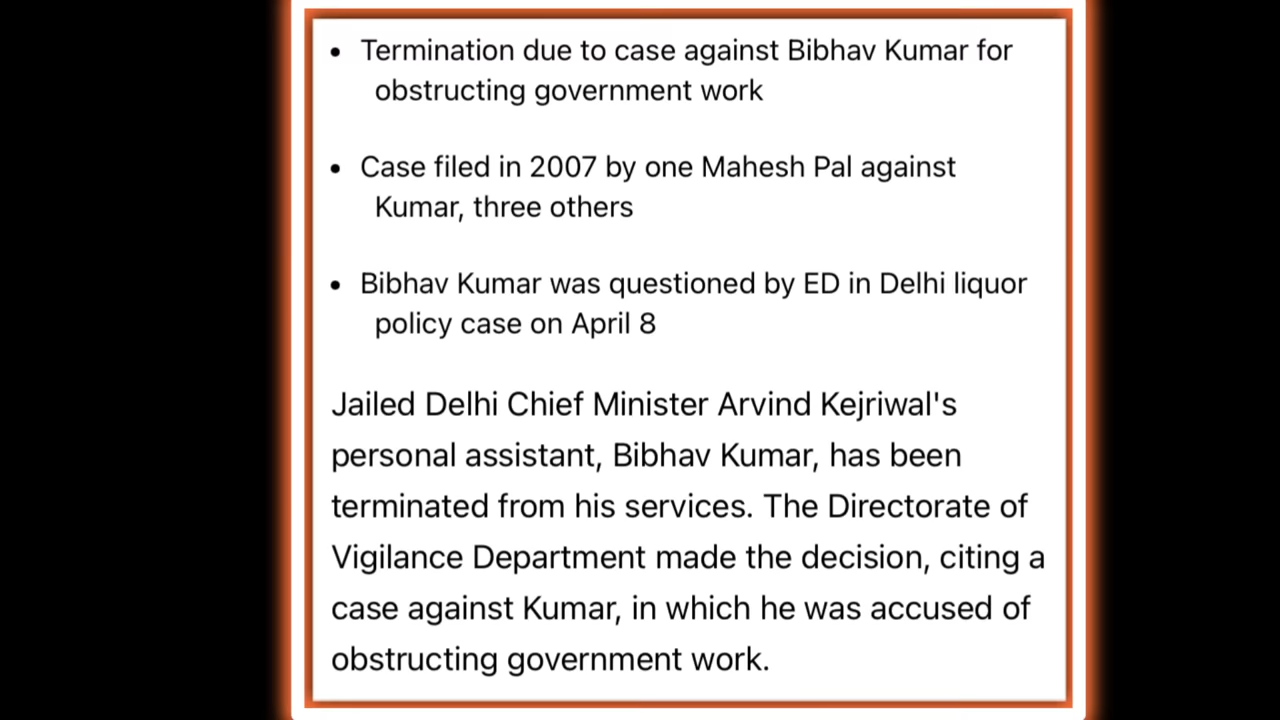 • Termination due to case against Bibhav Kumar for
obstructing government work
• Case filed in 2007 by one Mahesh Pal against
Kumar, three others
• Bibhav Kumar was questioned by ED in Delhi liquor
policy case on April 8
Jailed Delhi Chief Minister Arvind Kejriwal's
personal assistant, Bibhav Kumar, has been
terminated from his services. The Directorate of
Vigilance Department made the decision, citing a
case against Kumar, in which he was accused of
obstructing government work.